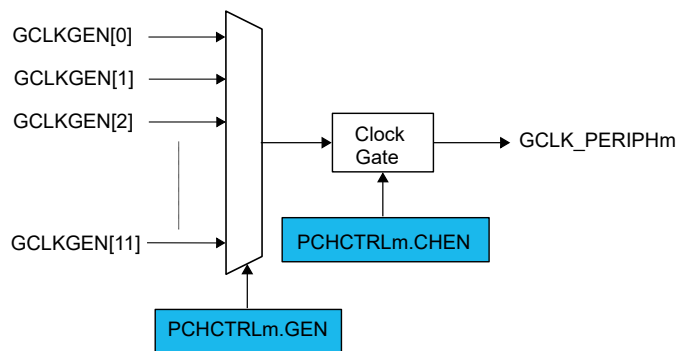 GCLKGEN[0]
GCLKGEN[1]
GCLKGEN[2]
Clock
Gate
GCLK_PERIPHm
GCLKGEN[11]
PCHCTRLm.CHEN
PCHCTRLm.GEN